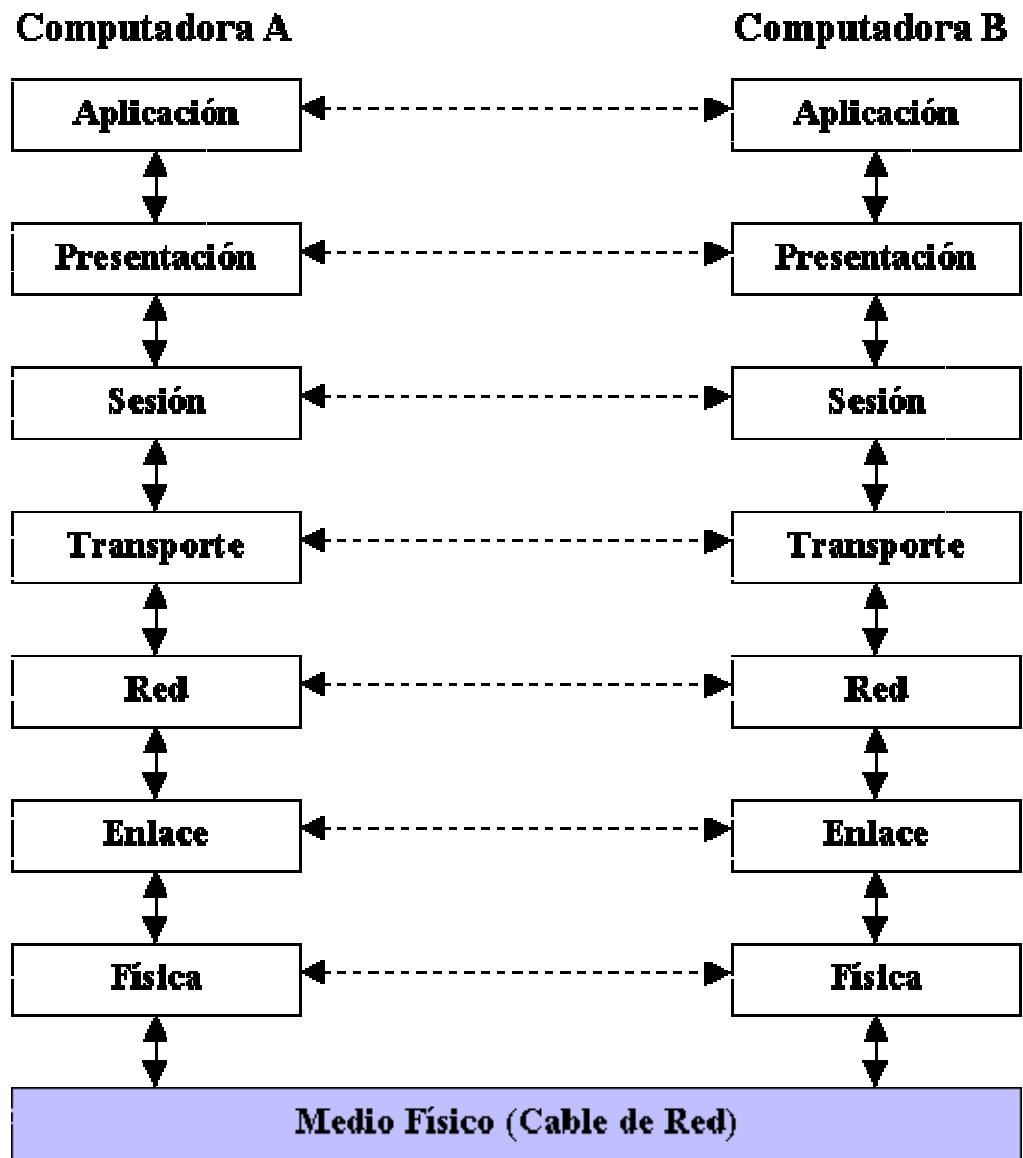 Computadora A Computadora B
Aplicación Aplicación
Presentación Presentación
Sesión Sesión
Transporte Transporte
Red Red
Enlace Enlace
Física Física
Medio Físico (Cable de Red)